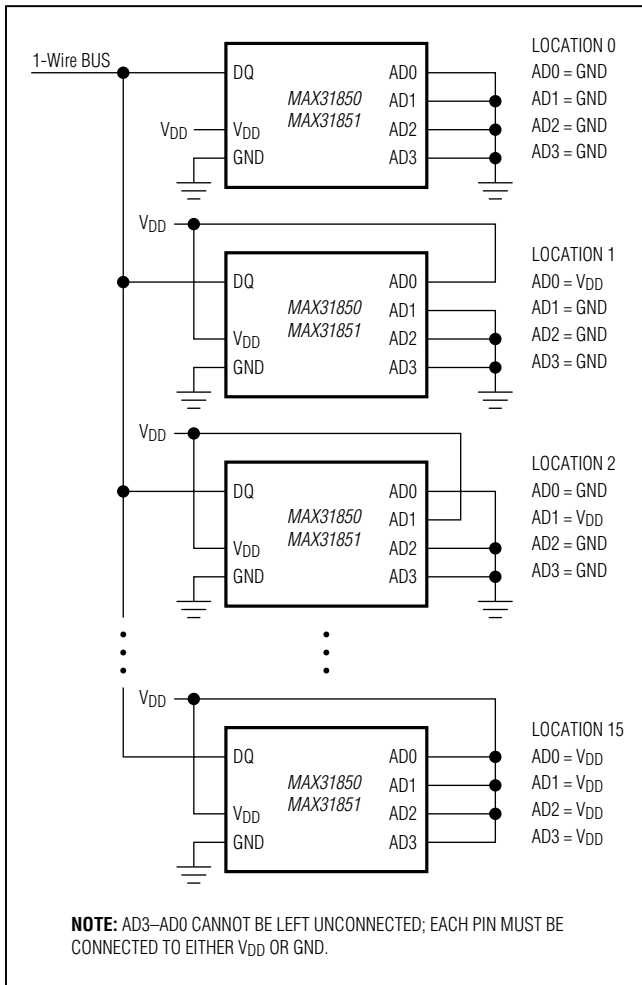 1-Wire BUS
DQ
VDD
VDD
GND
MAX31850
MAX31851
AD0
AD1
AD2
AD3
LOCATION 0
AD0 = GND
AD1 = GND
AD2 = GND
AD3 = GND
VDD
DQ
VDD
GND
MAX31850
MAX31851
AD0
AD1
AD2
AD3
LOCATION 1
AD0 = VDD
AD1 = GND
AD2 = GND
AD3 = GND
VDD
DQ
VDD
GND
MAX31850
MAX31851
AD0
AD1
AD2
AD3
LOCATION 2
AD0 = GND
AD1 = VDD
AD2 = GND
AD3 = GND
VDD
DQ
VDD
GND
MAX31850
MAX31851
AD0
AD1
AD2
AD3
LOCATION 15
AD0 = VDD
AD1 = VDD
AD2 = VDD
AD3 = VDD
NOTE: AD3–AD0 CANNOT BE LEFT UNCONNECTED; EACH PIN MUST BE
CONNECTED TO EITHER VDD OR GND.